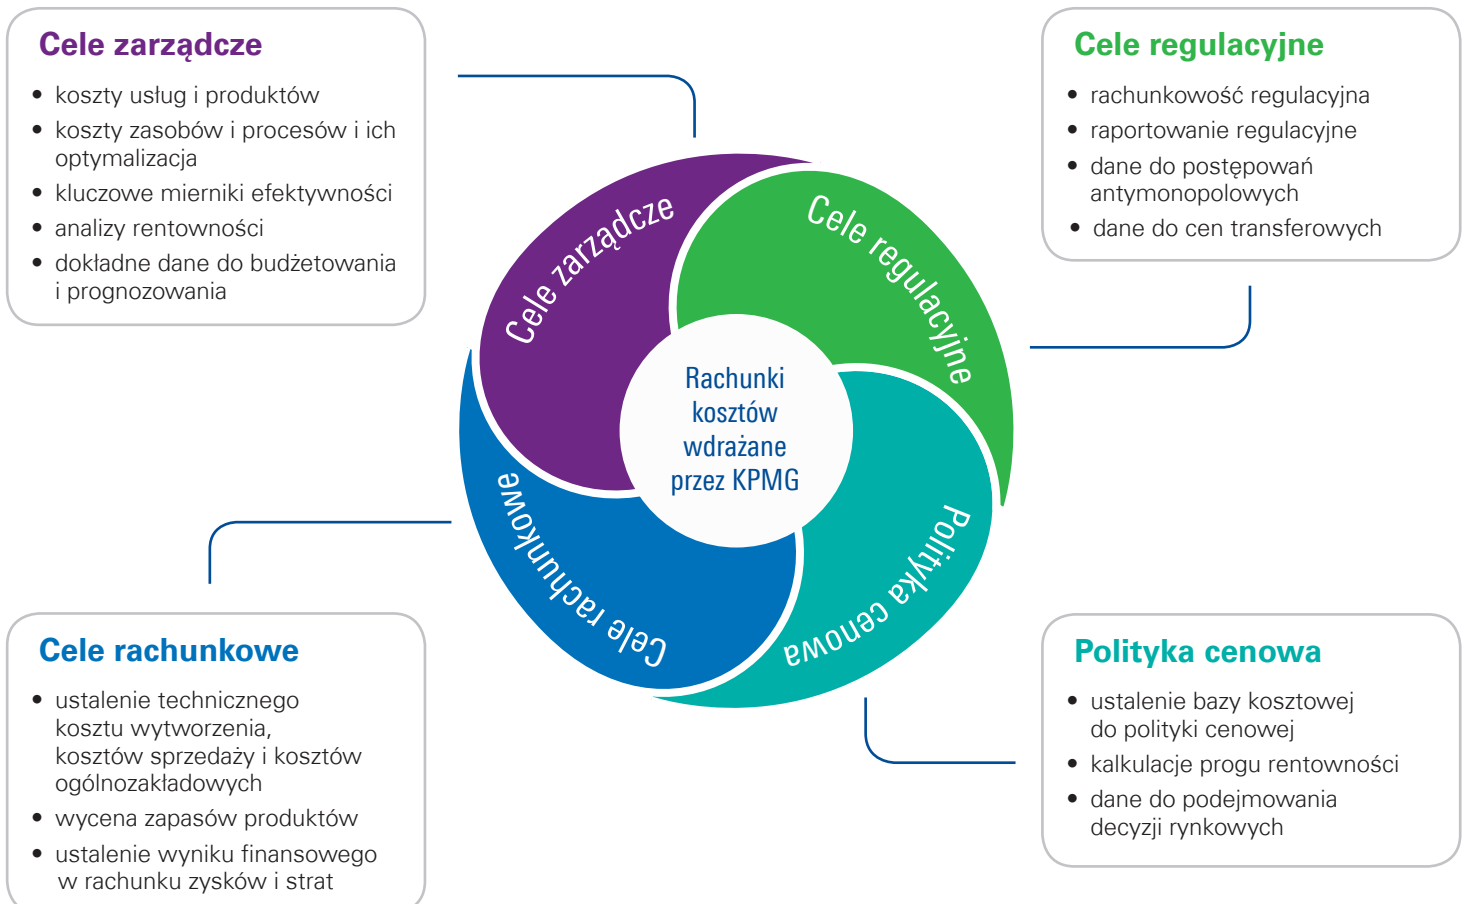 Cele zarządcze
• koszty usług i produktów
• koszty zasobów i procesów i ich
optymalizacja
• kluczowe mierniki efektywności
• analizy rentowności
• dokładne dane do budżetowania
i prognozowania
Cele regulacyjne
• rachunkowość regulacyjna
• raportowanie regulacyjne
• dane do postępowań
antymonopolowych
• dane do cen transferowych
Cele zarządcze
Cele regulacyjne
Rachunki
kosztów
wdrażane
przez KPMG
Cele rachunkowe
Polityka cenowa
Cele rachunkowe
• ustalenie technicznego
kosztu wytworzenia,
kosztów sprzedaży i kosztów
ogólnozakładowych
• wycena zapasów produktów
• ustalenie wyniku finansowego
w rachunku zysków i strat
Polityka cenowa
• ustalenie bazy kosztowej
do polityki cenowej
• kalkulacje progu rentowności
• dane do podejmowania
decyzji rynkowych